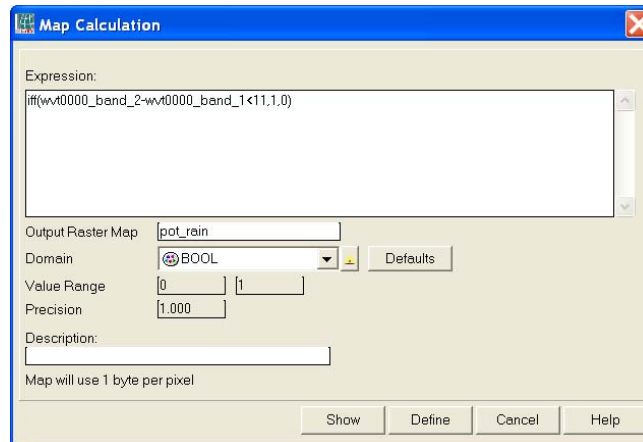 Map Calculation
Expression:
iff(wvt0000_band_2-wvt0000_band_1<11,1,0)
Output Raster Map pot_rain
Domain BOOL Defaults
Value Range 0 1
Precision 1.000
Description:
Map will use 1 byte per pixel
Show Define Cancel Help